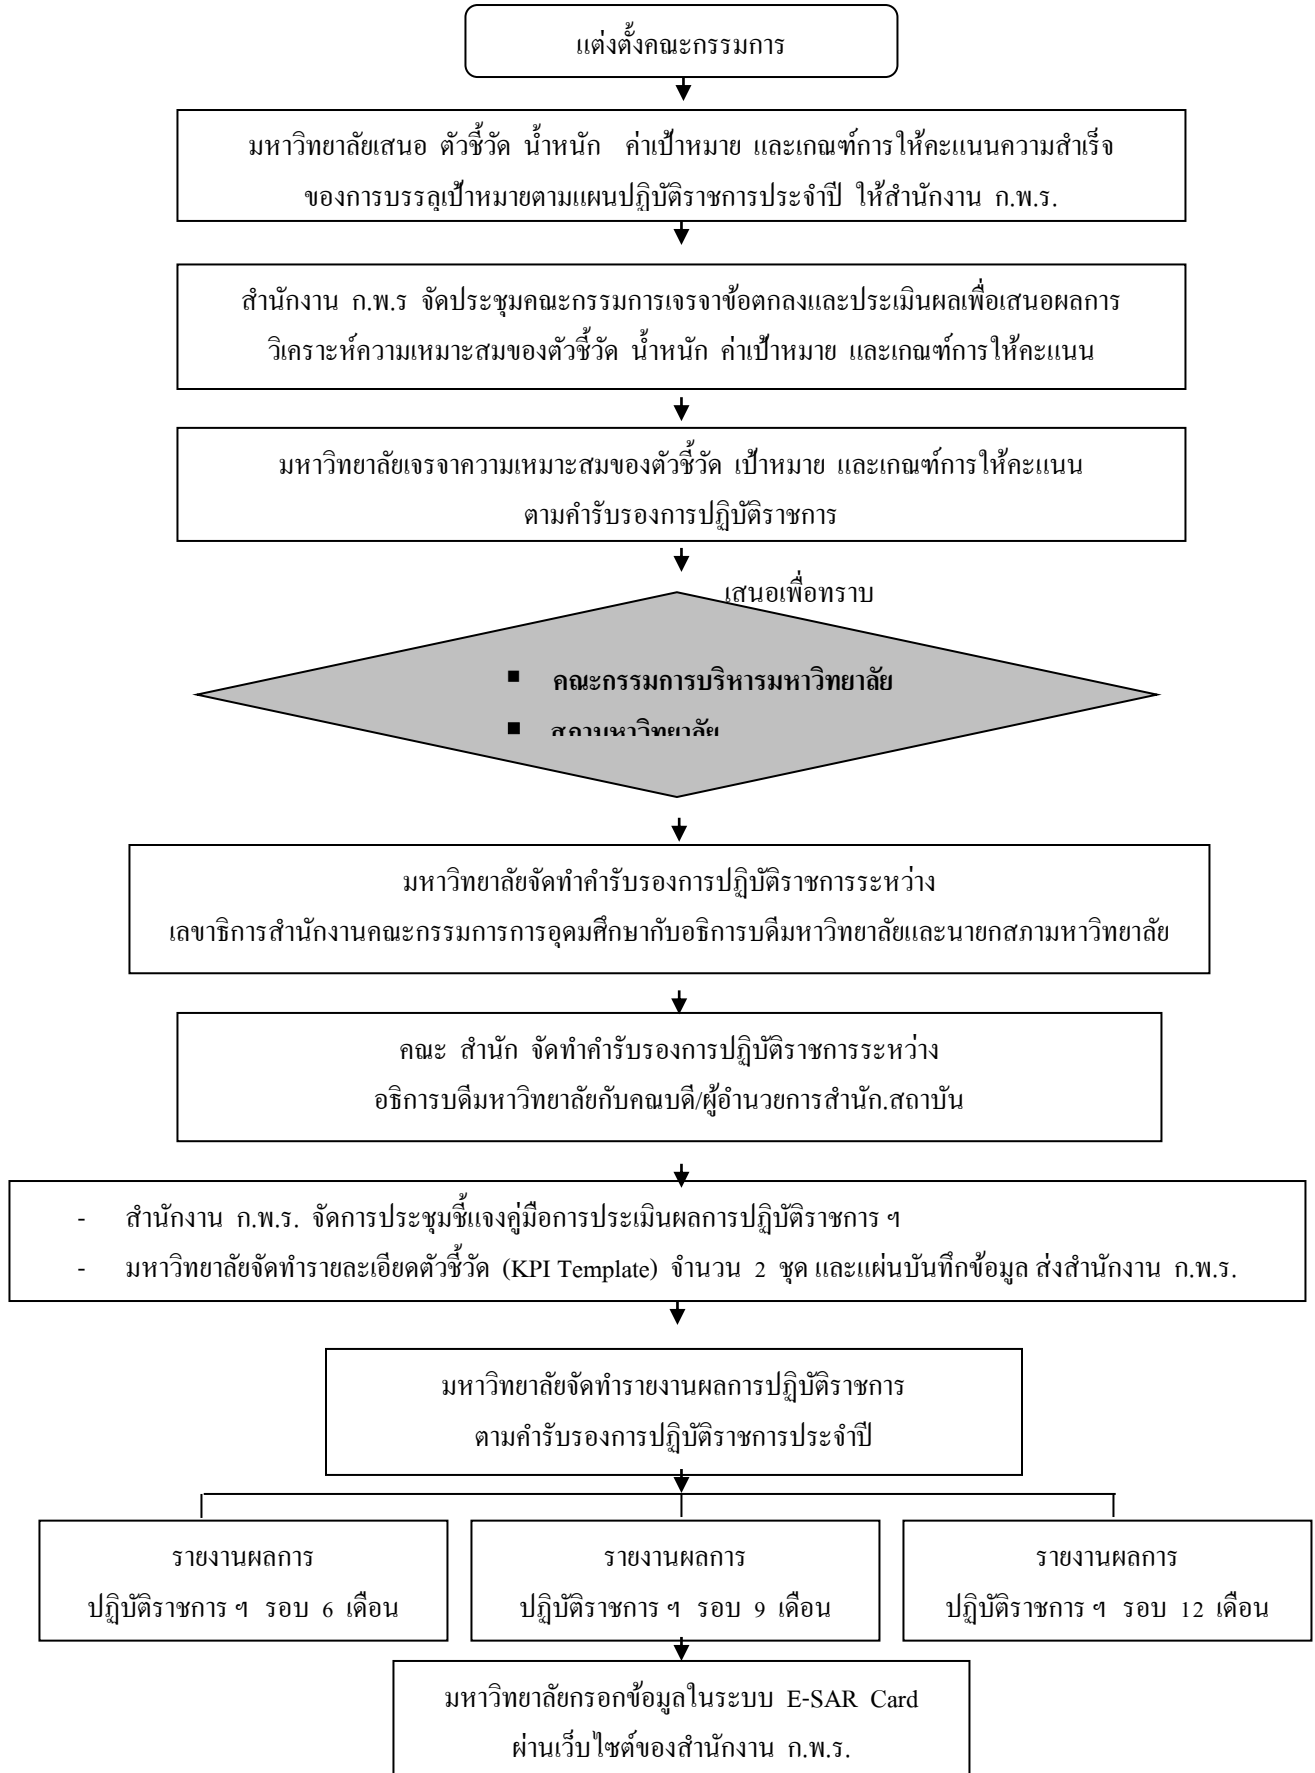 แต่งตั้งคณะกรรมการ
มหาวิทยาลัยเสนอ ตัวชี้วัด น้ำหนัก ค่าเป้าหมาย และเกณฑ์การให้คะแนนความสำเร็จ
ของการบรรลุเป้าหมายตามแผนปฏิบัติราชการประจำปี ให้สำนักงาน ก.พ.ร.
สำนักงาน ก.พ.ร จัดประชุมคณะกรรมการเจรจาข้อตกลงและประเมินผลเพื่อเสนอผลการ
วิเคราะห์ความเหมาะสมของตัวชี้วัด น้ำหนัก ค่าเป้าหมาย และเกณฑ์การให้คะแนน
มหาวิทยาลัยเจรจาความเหมาะสมของตัวชี้วัด เป้าหมาย และเกณฑ์การให้คะแนน
ตามคำรับรองการปฏิบัติราชการ
เสนอเพื่อทราบ
▪ คณะกรรมการบริหารมหาวิทยาลัย
▪ สภามหาวิทยาลัย
มหาวิทยาลัยจัดทำคำรับรองการปฏิบัติราชการระหว่าง
เลขาธิการสำนักงานคณะกรรมการการอุดมศึกษากับอธิการบดีมหาวิทยาลัยและนายกสภามหาวิทยาลัย
คณะ สำนัก จัดทำคำรับรองการปฏิบัติราชการระหว่าง
อธิการบดีมหาวิทยาลัยกับคณบดี/ผู้อำนวยการสำนัก.สถาบัน
- สำนักงาน ก.พ.ร. จัดการประชุมชี้แจงคู่มือการประเมินผลการปฏิบัติราชการ ฯ
- มหาวิทยาลัยจัดทำรายละเอียดตัวชี้วัด (KPI Template) จำนวน 2 ชุด และแผ่นบันทึกข้อมูล ส่งสำนักงาน ก.พ.ร.
มหาวิทยาลัยจัดทำรายงานผลการปฏิบัติราชการ
ตามคำรับรองการปฏิบัติราชการประจำปี
รายงานผลการ
ปฏิบัติราชการ ฯ รอบ 6 เดือน
รายงานผลการ
ปฏิบัติราชการ ฯ รอบ 9 เดือน
รายงานผลการ
ปฏิบัติราชการ ฯ รอบ 12 เดือน
มหาวิทยาลัยกรอกข้อมูลในระบบ E-SAR Card
ผ่านเว็บไซต์ของสำนักงาน ก.พ.ร.